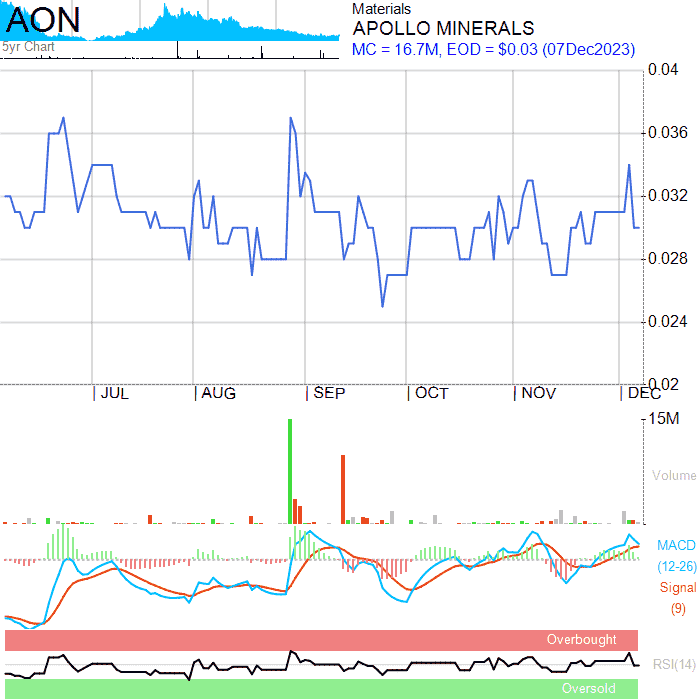 AON
5yr Chart
Materials
APOLLO MINERALS
MC = 16.7M, EOD = $0.03 (07Dec2023)
0.04
0.036
0.032
0.028
0.024
0.02
JUL AUG SEP OCT NOV DEC
15M
Volume
MACD
(12-26)
Signal
(9)
Overbought
RSI(14)
Oversold